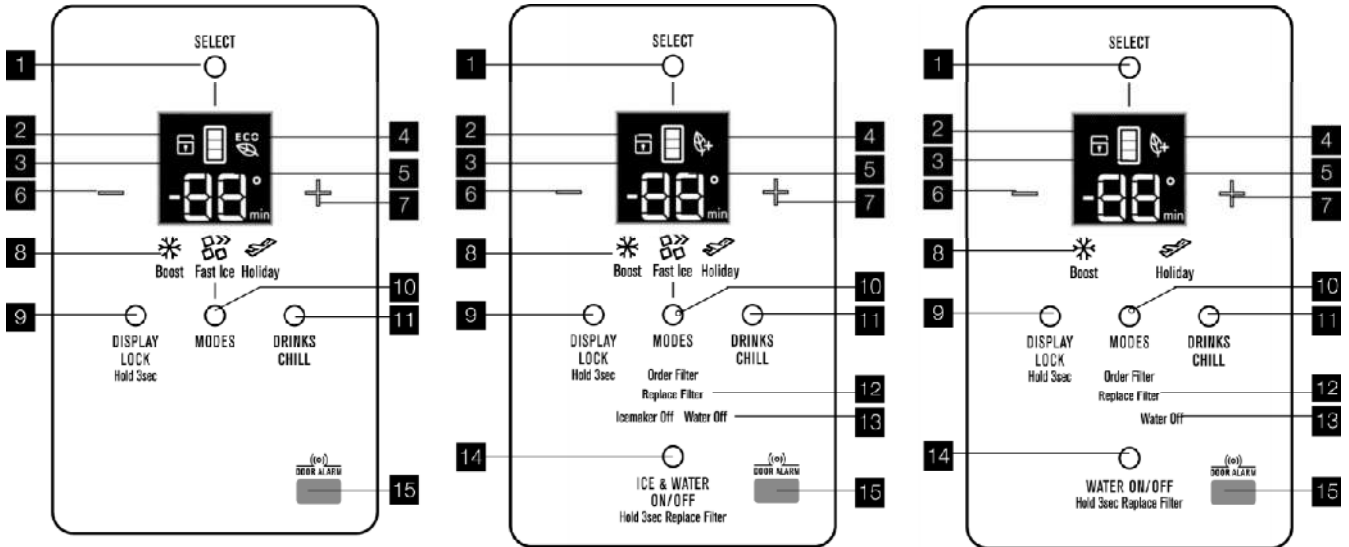 SELECT
1
2
ECO
4
3
5
-88°
6
−
+
7
min
8
Boost
Fast Ice
Holiday
10
9
11
DISPLAY LOCK
Hold 3sec
MODES
DRINKS CHILL
((o))
DOOR ALARM
15
SELECT
1
2
4
3
5
-88°
6
−
+
7
min
8
Boost
Fast Ice
Holiday
10
9
11
DISPLAY LOCK
Hold 3sec
MODES
DRINKS CHILL
Order Filter
Replace Filter
12
Icemaker Off Water Off
13
14
ICE & WATER
ON/OFF
Hold 3sec Replace Filter
((o))
DOOR ALARM
15
SELECT
1
2
4
3
5
-88°
6
−
+
7
min
8
Boost
Holiday
10
9
11
DISPLAY LOCK
Hold 3sec
MODES
DRINKS CHILL
Order Filter
Replace Filter
12
Water Off
13
14
WATER ON/OFF
Hold 3sec Replace Filter
((o))
DOOR ALARM
15